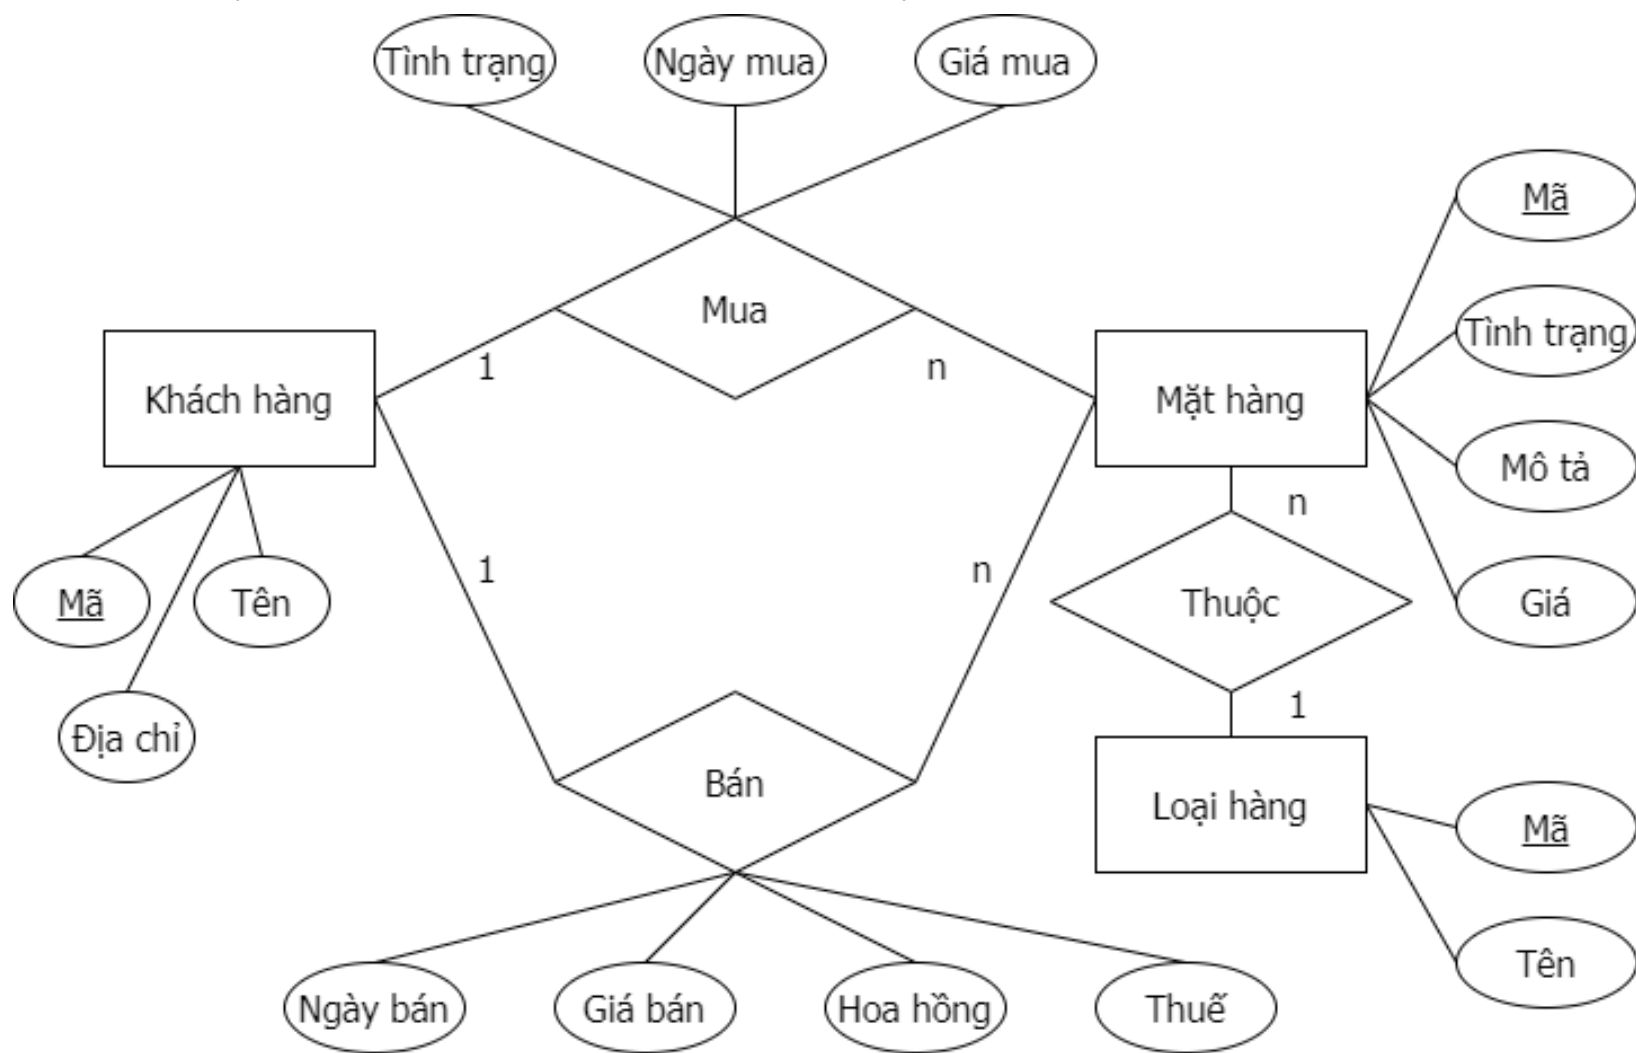 Tình trạng
Ngày mua
Giá mua
Mã
Mua
Tình trạng
1
n
Khách hàng
Mặt hàng
Mô tả
n
1
n
Mã
Tên
Thuộc
Giá
1
Địa chỉ
Bán
Loại hàng
Mã
Tên
Ngày bán
Giá bán
Hoa hồng
Thuế